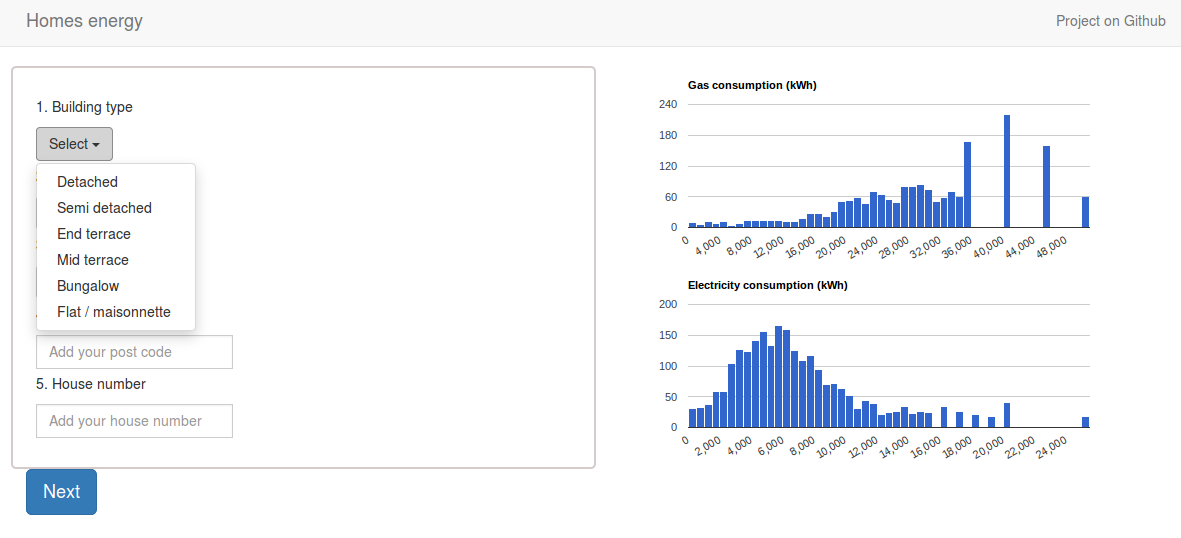 Homes energy
Project on Github
1. Building type
Select
Detached
Semi detached
End terrace
Mid terrace
Bungalow
Flat / maisonnette
Add your post code
5. House number
Add your house number
Next
Gas consumption (kWh)
240
180
120
60
0
0 4,000 8,000 12,000 16,000 20,000 24,000 28,000 32,000 36,000 40,000 44,000 48,000
Electricity consumption (kWh)
200
150
100
50
0
0 2,000 4,000 6,000 8,000 10,000 12,000 14,000 16,000 18,000 20,000 22,000 24,000